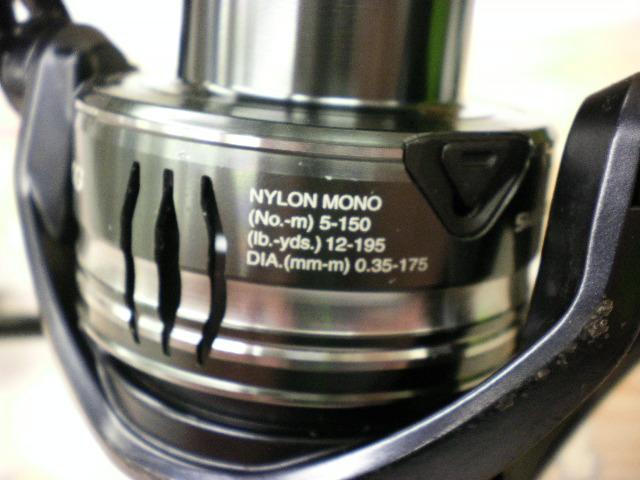 NYLON MONO
(No.-m) 5-150
(lb.-yds.) 12-195
DIA.(mm-m) 0.35-175